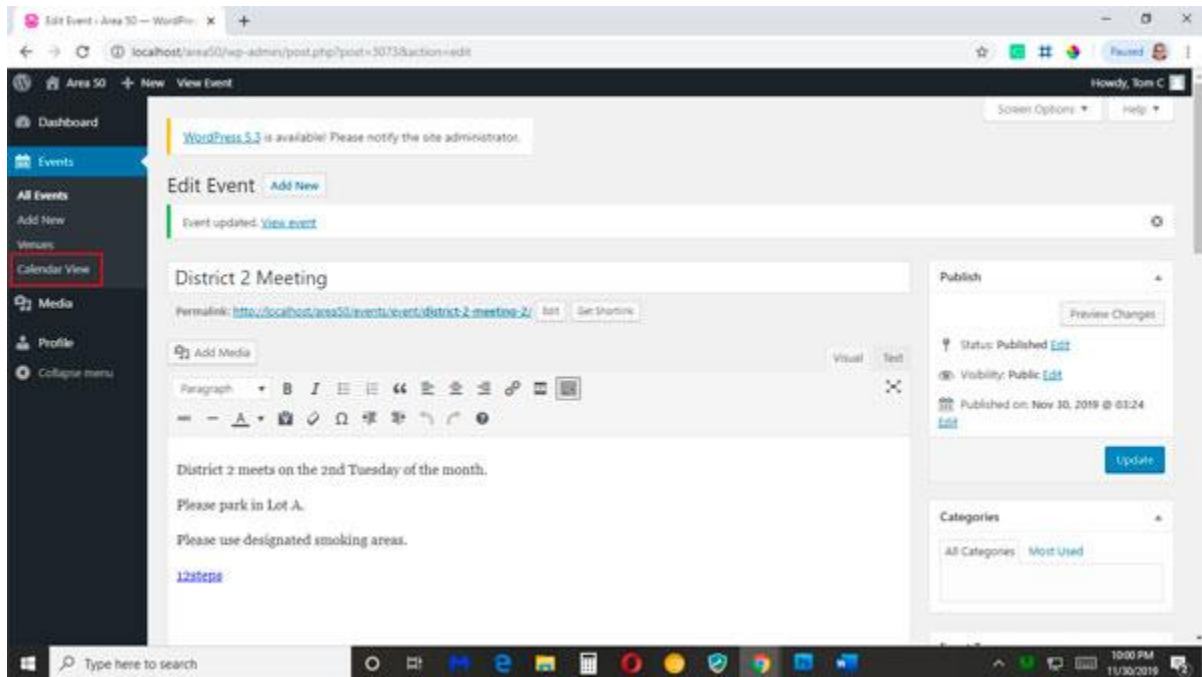 Edit Event ‹ Area 50 — WordPre
localhost/area50/wp-admin/post.php?post=3073&action=edit
Paused
Area 50 + New View Event
Howdy, Tom C
Dashboard
Events
All Events
Add New
Venues
Calendar View
Media
Profile
Collapse menu
Screen Options
Help
WordPress 5.3 is available! Please notify the site administrator.
Edit Event Add New
Event updated. View event
District 2 Meeting
Permalink: http://localhost/area50/events/event/district-2-meeting-2/ Edit Get Shortlink
Add Media
Visual Text
Paragraph
District 2 meets on the 2nd Tuesday of the month.
Please park in Lot A.
Please use designated smoking areas.
12steps
Publish
Preview Changes
Status: Published Edit
Visibility: Public Edit
Published on: Nov 30, 2019 @ 03:24
Edit
Update
Categories
All Categories Most Used
Type here to search
10:00 PM
11/30/2019